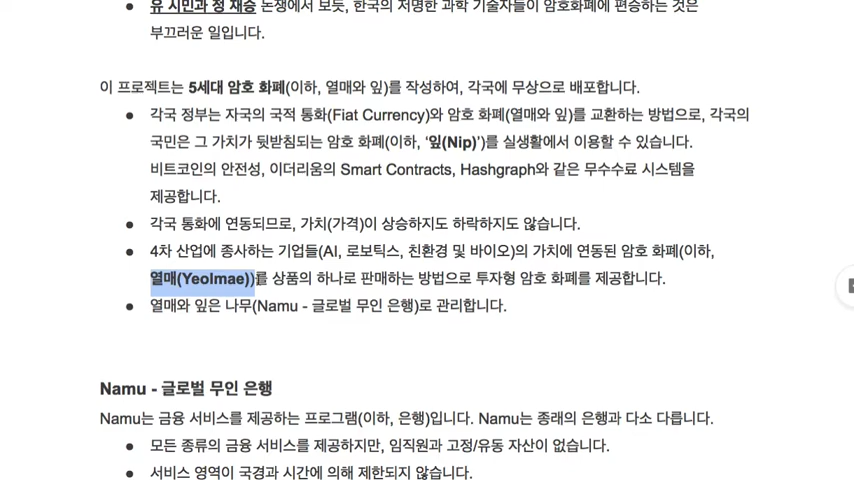 유 시민과 정 재승 논쟁에서 보듯, 한국의 저명한 과학 기술자들이 암호화폐에 편승하는 것은
부끄러운 일입니다.
이 프로젝트는 5세대 암호 화폐(이하, 열매와 잎)를 작성하여, 각국에 무상으로 배포합니다.
각국 정부는 자국의 국적 통화(Fiat Currency)와 암호 화폐(열매와 잎)를 교환하는 방법으로, 각국의
국민은 그 가치가 뒷받침되는 암호 화폐(이하, ‘잎(Nip)’)를 실생활에서 이용할 수 있습니다.
비트코인의 안전성, 이더리움의 Smart Contracts, Hashgraph와 같은 무수수료 시스템을
제공합니다.
각국 통화에 연동되므로, 가치(가격)이 상승하지도 하락하지도 않습니다.
4차 산업에 종사하는 기업들(AI, 로보틱스, 친환경 및 바이오)의 가치에 연동된 암호 화폐(이하,
열매(Yeolmae))를 상품의 하나로 판매하는 방법으로 투자형 암호 화폐를 제공합니다.
열매와 잎은 나무(Namu - 글로벌 무인 은행)로 관리합니다.
Namu - 글로벌 무인 은행
Namu는 금융 서비스를 제공하는 프로그램(이하, 은행)입니다. Namu는 종래의 은행과 다소 다릅니다.
모든 종류의 금융 서비스를 제공하지만, 임직원과 고정/유동 자산이 없습니다.
서비스 영역이 국경과 시간에 의해 제한되지 않습니다.